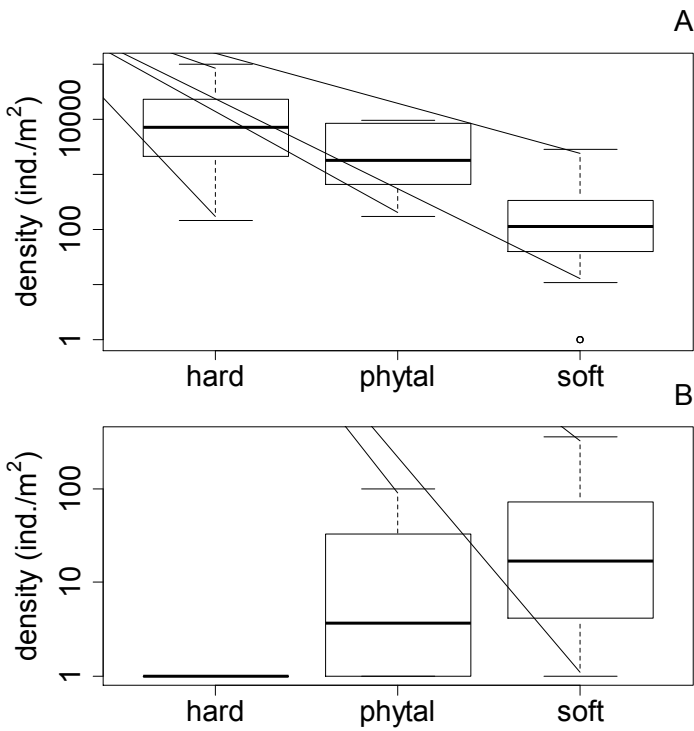 A
density (ind./m²)
10000
100
1
hard phytal soft
B
density (ind./m²)
100
10
1
hard phytal soft